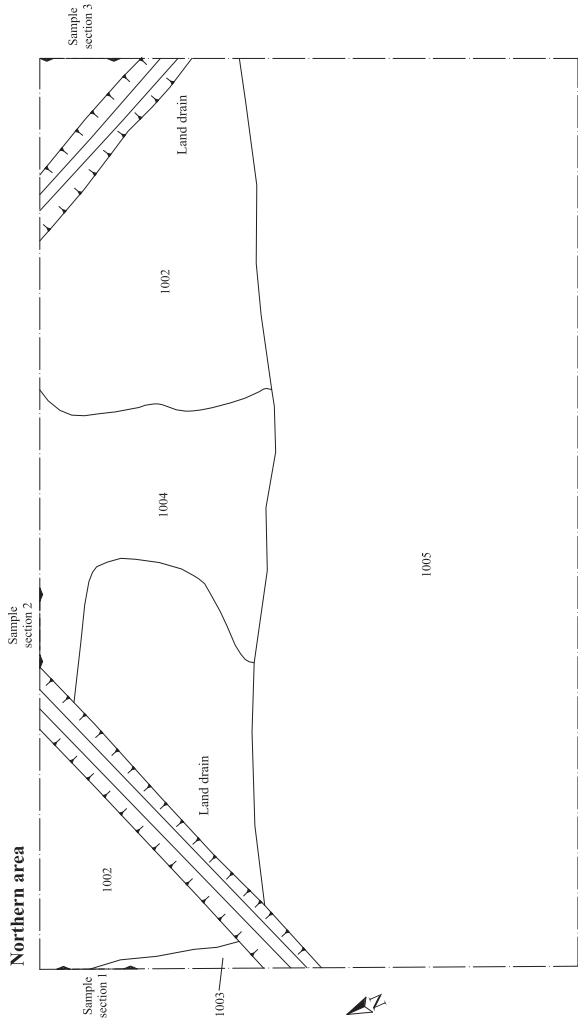 Northern area
Sample
section 1
Sample
section 2
Sample
section 3
1003
1002
Land drain
1004
1002
Land drain
1005
N